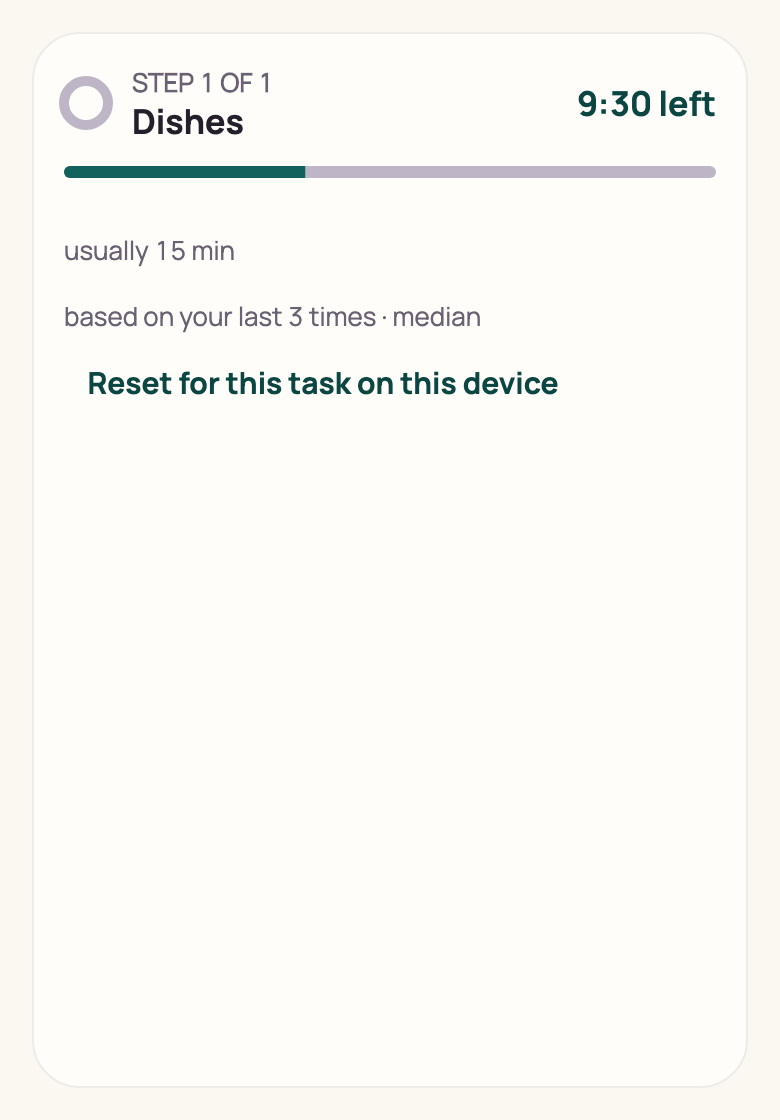 STEP 1 OF 1
Dishes
9:30 left
usually 15 min
based on your last 3 times · median
Reset for this task on this device